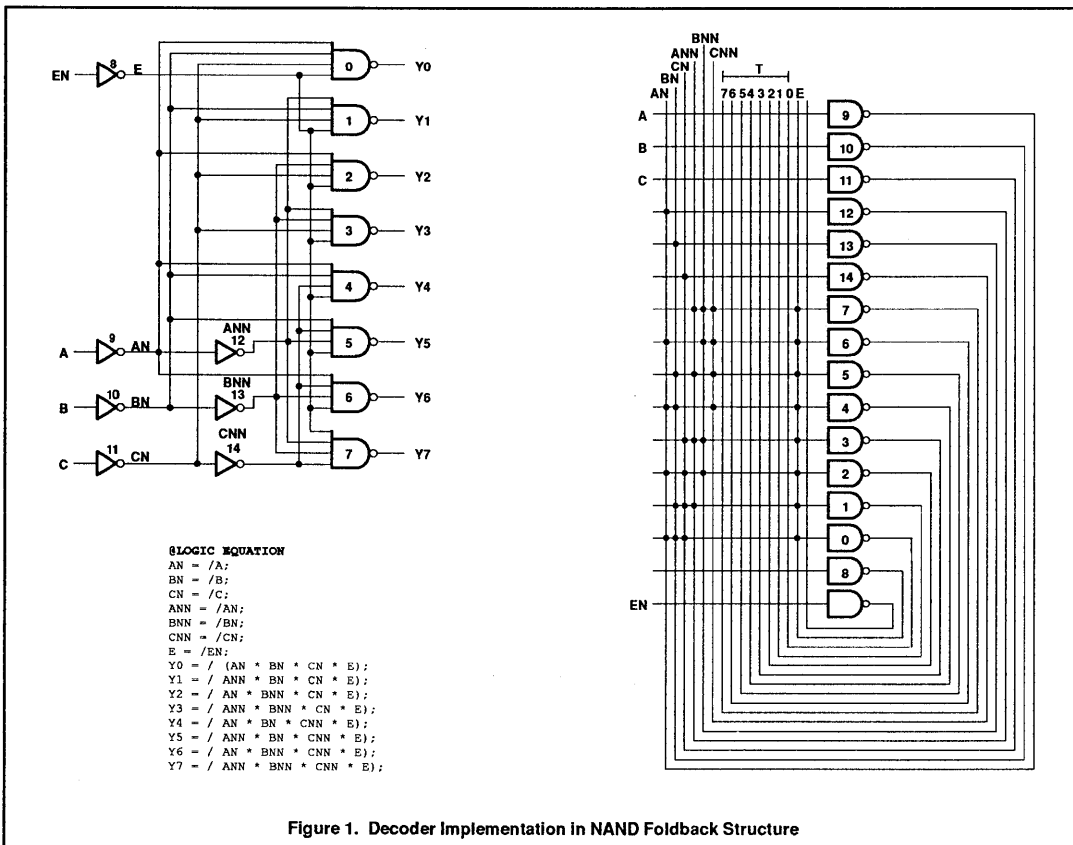 EN
8
E
0
Y0
1
Y1
2
Y2
3
Y3
4
Y4
A
9
AN
ANN
12
5
Y5
B
10
BN
BNN
13
6
Y6
C
11
CN
CNN
14
7
Y7
@LOGIC EQUATION
AN = /A;
BN = /B;
CN = /C;
ANN = /AN;
BNN = /BN;
CNN = /CN;
E = /EN;
Y0 = / (AN * BN * CN * E);
Y1 = / ANN * BN * CN * E);
Y2 = / AN * BNN * CN * E);
Y3 = / ANN * BNN * CN * E);
Y4 = / AN * BN * CNN * E);
Y5 = / ANN * BN * CNN * E);
Y6 = / AN * BNN * CNN * E);
Y7 = / ANN * BNN * CNN * E);
BNN
ANN CNN
CN
BN
AN
T
7 6 5 4 3 2 1 0 E
A
9
B
10
C
11
12
13
14
7
6
5
4
3
2
1
0
8
EN
Figure 1. Decoder Implementation in NAND Foldback Structure